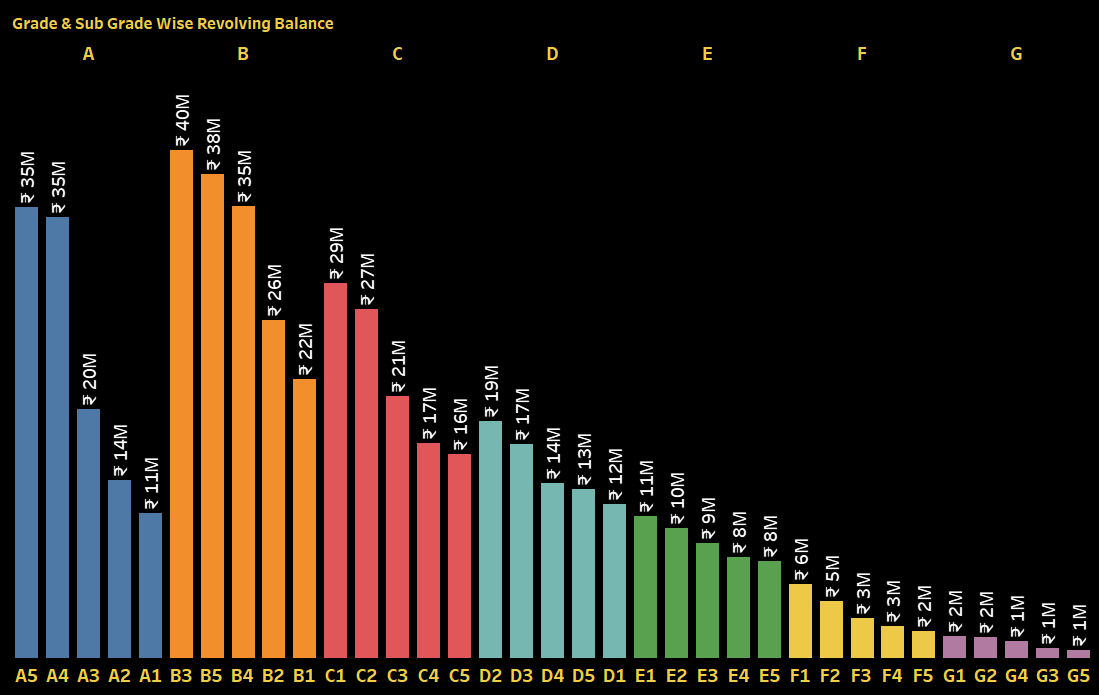 Grade & Sub Grade Wise Revolving Balance
A B C D E F G
₹ 35M ₹ 35M ₹ 20M ₹ 14M ₹ 11M ₹ 40M ₹ 38M ₹ 35M ₹ 26M ₹ 22M ₹ 29M ₹ 27M ₹ 21M ₹ 17M ₹ 16M ₹ 19M ₹ 17M ₹ 14M ₹ 13M ₹ 12M ₹ 11M ₹ 10M ₹ 9M ₹ 8M ₹ 8M ₹ 6M ₹ 5M ₹ 3M ₹ 3M ₹ 2M ₹ 2M ₹ 2M ₹ 1M ₹ 1M ₹ 1M
A5 A4 A3 A2 A1 B3 B5 B4 B2 B1 C1 C2 C3 C4 C5 D2 D3 D4 D5 D1 E1 E2 E3 E4 E5 F1 F2 F3 F4 F5 G1 G2 G4 G3 G5